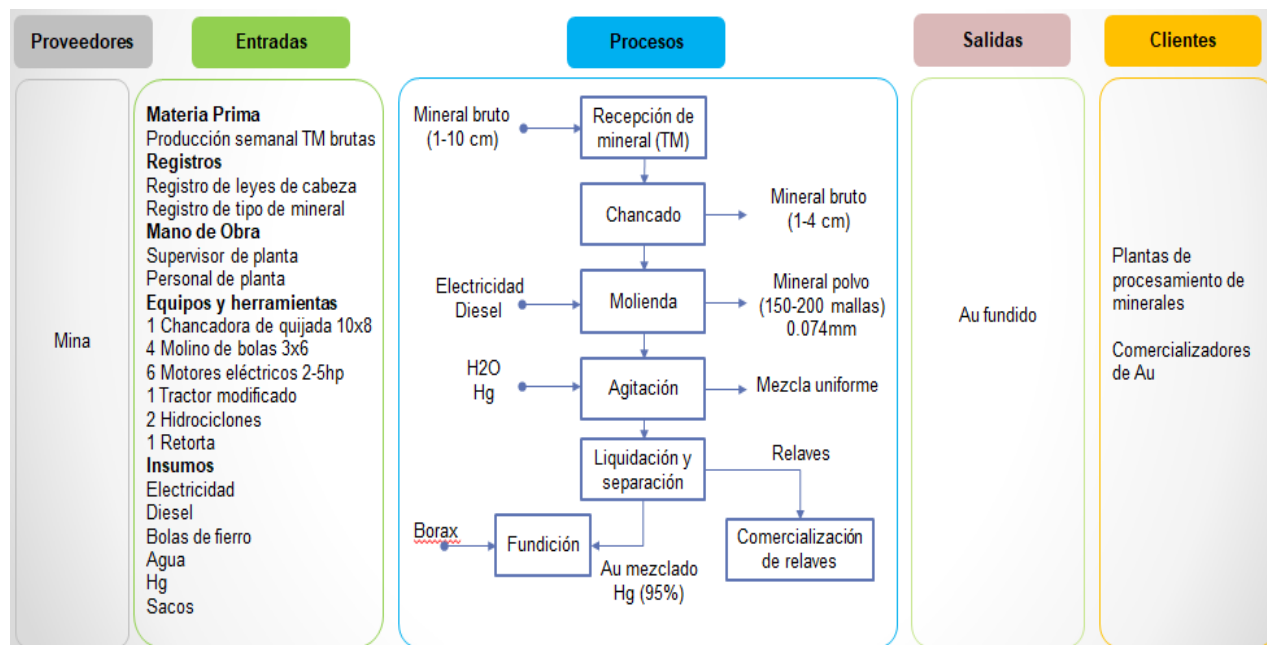 Proveedores
Entradas
Procesos
Salidas
Clientes
Mina
Materia Prima
Producción semanal TM brutas
Registros
Registro de leyes de cabeza
Registro de tipo de mineral
Mano de Obra
Supervisor de planta
Personal de planta
Equipos y herramientas
1 Chancadora de quijada 10x8
4 Molino de bolas 3x6
6 Motores eléctricos 2-5hp
1 Tractor modificado
2 Hidrociclones
1 Retorta
Insumos
Electricidad
Diesel
Bolas de fierro
Agua
Hg
Sacos
Mineral bruto
(1-10 cm)
Recepción de
mineral (TM)
Chancado
Mineral bruto
(1-4 cm)
Electricidad
Diesel
Molienda
Mineral polvo
(150-200 mallas)
0.074mm
H2O
Hg
Agitación
Mezcla uniforme
Liquidación y
separación
Relaves
Borax
Fundición
Au mezclado
Hg (95%)
Comercialización
de relaves
Au fundido
Plantas de
procesamiento de
minerales
Comercializadores
de Au